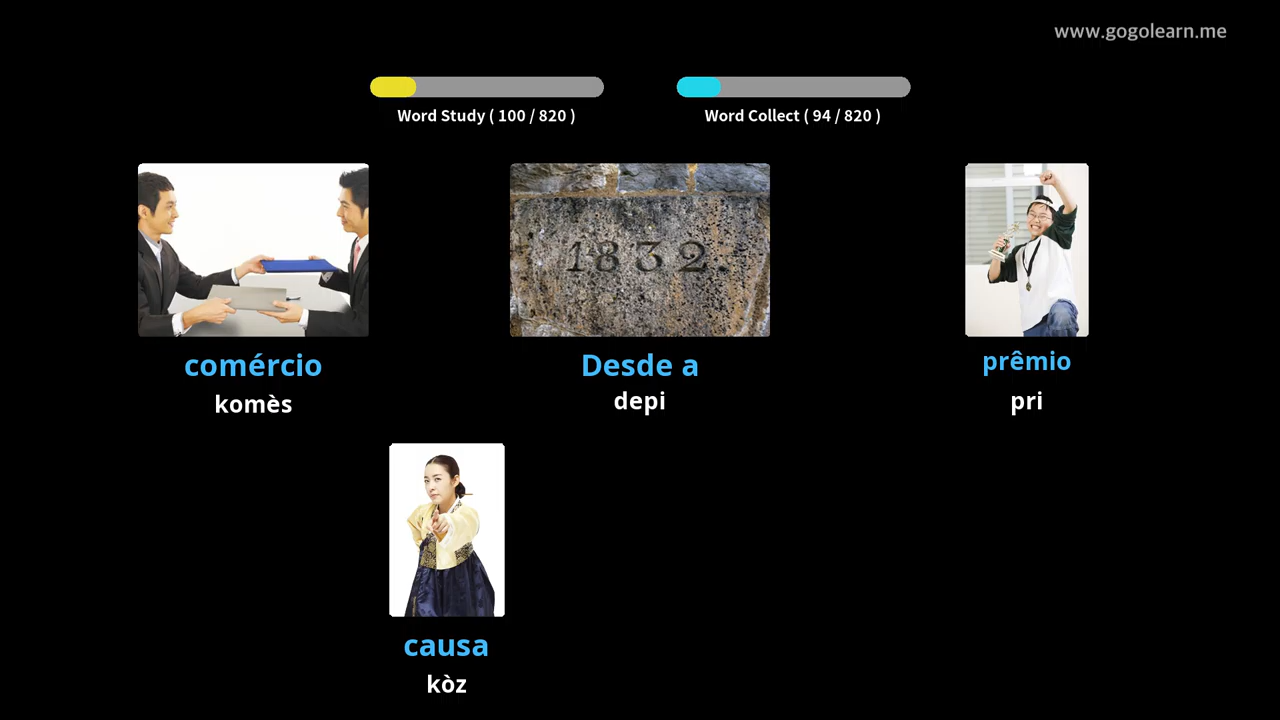 www.gogolearn.me
Word Study ( 100 / 820 )
Word Collect ( 94 / 820 )
1832.
comércio
komès
Desde a
depi
prêmio
pri
causa
kòz